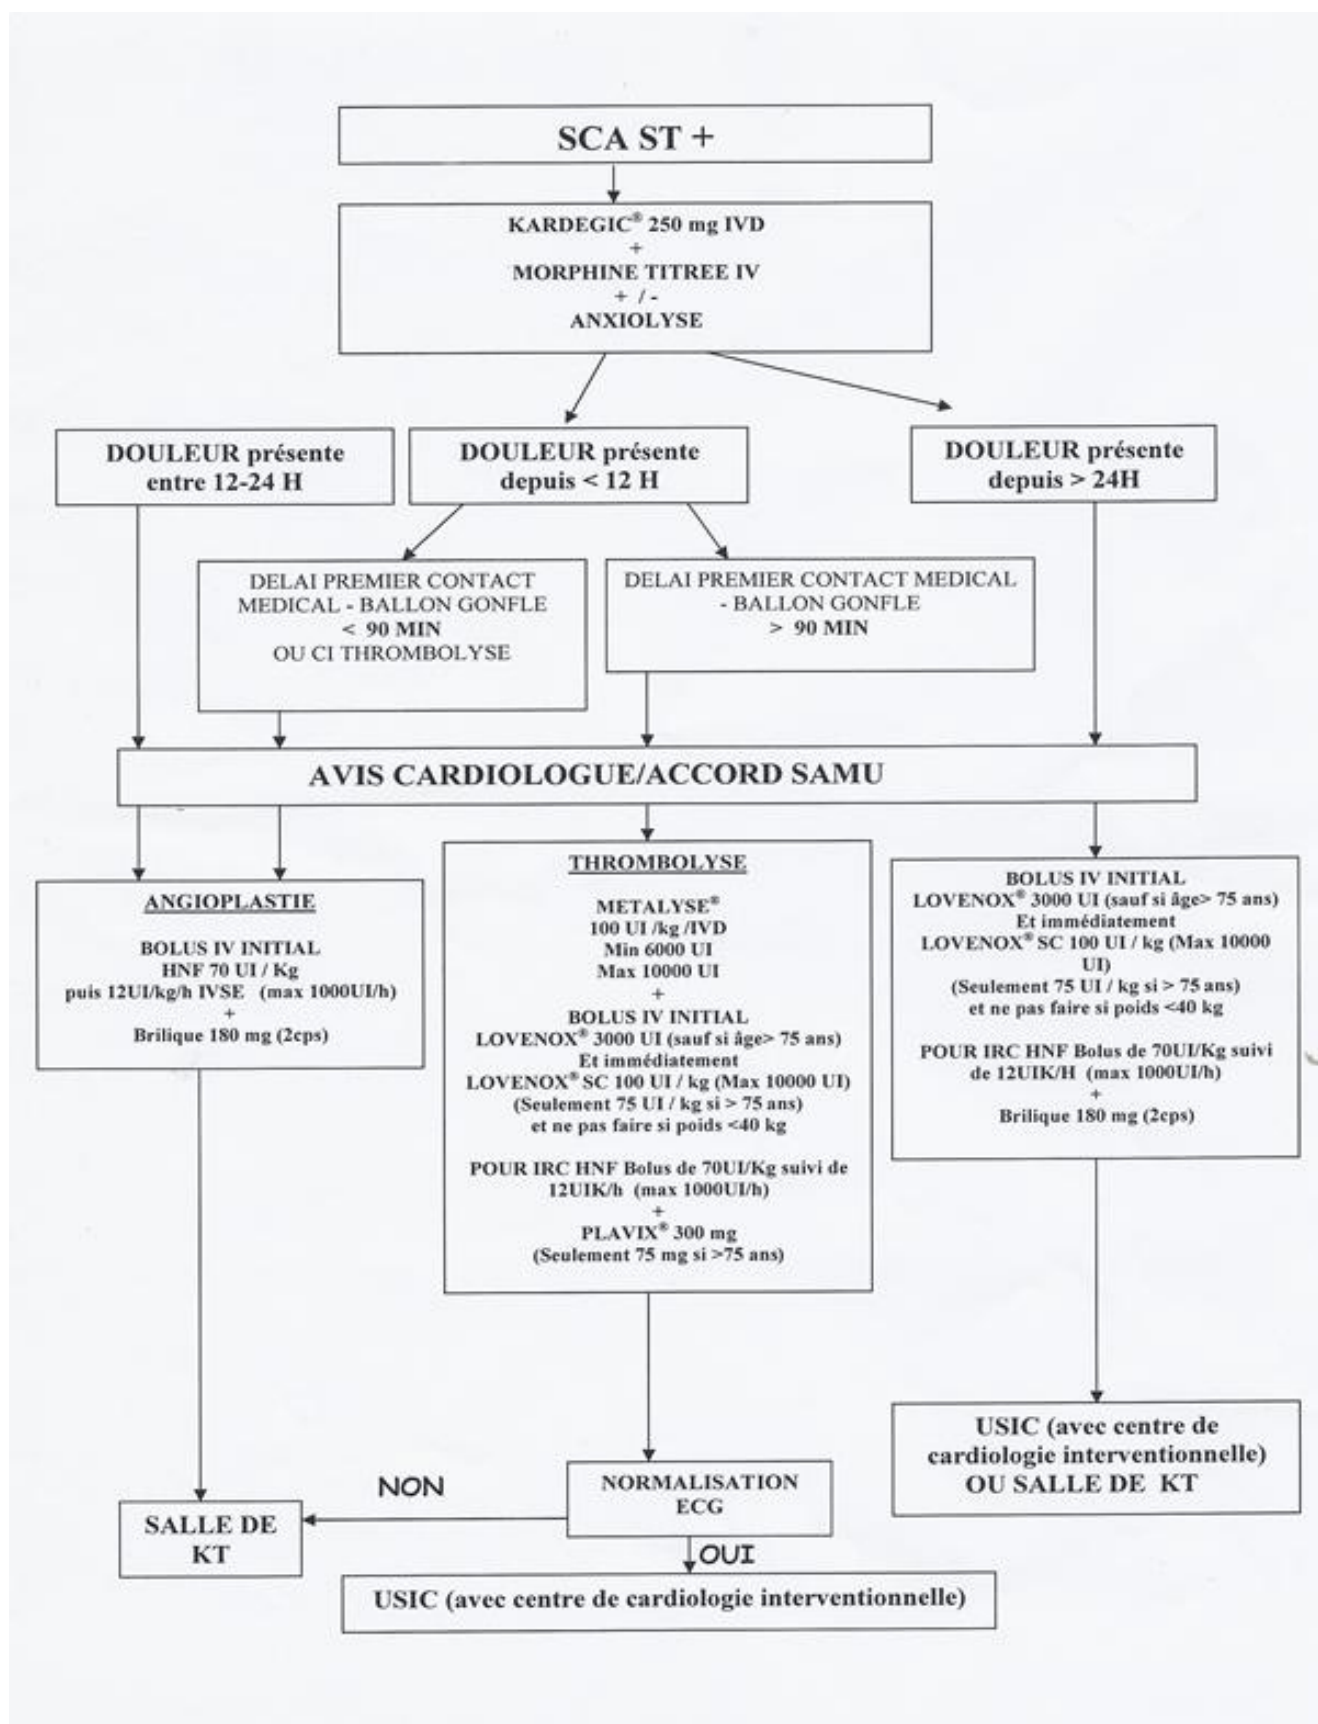 SCA ST +
KARDEGIC® 250 mg IVD
+
MORPHINE TITREE IV
+ / -
ANXIOLYSE
DOULEUR présente
entre 12-24 H
DOULEUR présente
depuis < 12 H
DOULEUR présente
depuis > 24H
DELAI PREMIER CONTACT
MEDICAL - BALLON GONFLE
< 90 MIN
OU CI THROMBOLYSE
DELAI PREMIER CONTACT MEDICAL
- BALLON GONFLE
> 90 MIN
AVIS CARDIOLOGUE/ACCORD SAMU
ANGIOPLASTIE
BOLUS IV INITIAL
HNF 70 UI / Kg
puis 12UI/kg/h IVSE (max 1000UI/h)
+
Brilique 180 mg (2cps)
THROMBOLYSE
METALYSE®
100 UI /kg /IVD
Min 6000 UI
Max 10000 UI
+
BOLUS IV INITIAL
LOVENOX® 3000 UI (sauf si âge> 75 ans)
Et immédiatement
LOVENOX® SC 100 UI / kg (Max 10000 UI)
(Seulement 75 UI / kg si > 75 ans)
et ne pas faire si poids <40 kg
POUR IRC HNF Bolus de 70UI/Kg suivi de
12UIK/h (max 1000UI/h)
+
PLAVIX® 300 mg
(Seulement 75 mg si >75 ans)
BOLUS IV INITIAL
LOVENOX® 3000 UI (sauf si âge> 75 ans)
Et immédiatement
LOVENOX® SC 100 UI / kg (Max 10000
UI)
(Seulement 75 UI / kg si > 75 ans)
et ne pas faire si poids <40 kg
POUR IRC HNF Bolus de 70UI/Kg suivi
de 12UIK/H (max 1000UI/h)
+
Brilique 180 mg (2cps)
USIC (avec centre de
cardiologie interventionnelle)
OU SALLE DE KT
NORMALISATION
ECG
NON
SALLE DE
KT
OUI
USIC (avec centre de cardiologie interventionnelle)